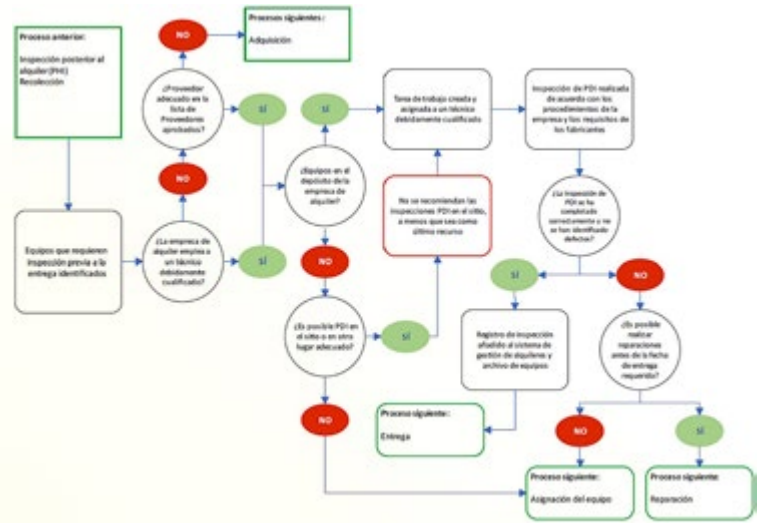 Proceso anterior:
Inspección posterior al
alquiler (PHI)
Recolección
NO
Procesos siguientes:
Adquisición
¿Proveedor
adecuado en la
lista de
Proveedores
aprobados?
SÍ
NO
Equipos que requieren
inspección previa a la
entrega identificados
¿La empresa de
alquiler emplea a
un técnico
debidamente
cualificado?
SÍ
SÍ
¿Equipos en el
depósito de la
empresa de
alquiler?
NO
¿Es posible PDI en
el sitio o en otro
lugar adecuado?
SÍ
NO
Tarea de trabajo creada y
asignada a un técnico
debidamente cualificado
No se recomiendan las
inspecciones PDI en el sitio,
a menos que sea como
último recurso
Inspección de PDI realizada
de acuerdo con los
procedimientos de la
empresa y los requisitos de
los fabricantes
¿La inspección de
PDI se ha
completado
correctamente y no
se han identificado
defectos?
SÍ
NO
Registro de inspección
añadido al sistema de
gestión de alquileres y
archivo de equipos
Proceso siguiente:
Entrega
¿Es posible
realizar
reparaciones
antes de la fecha
de entrega
requerida?
NO
SÍ
Proceso siguiente:
Asignación del equipo
Proceso siguiente:
Reparación